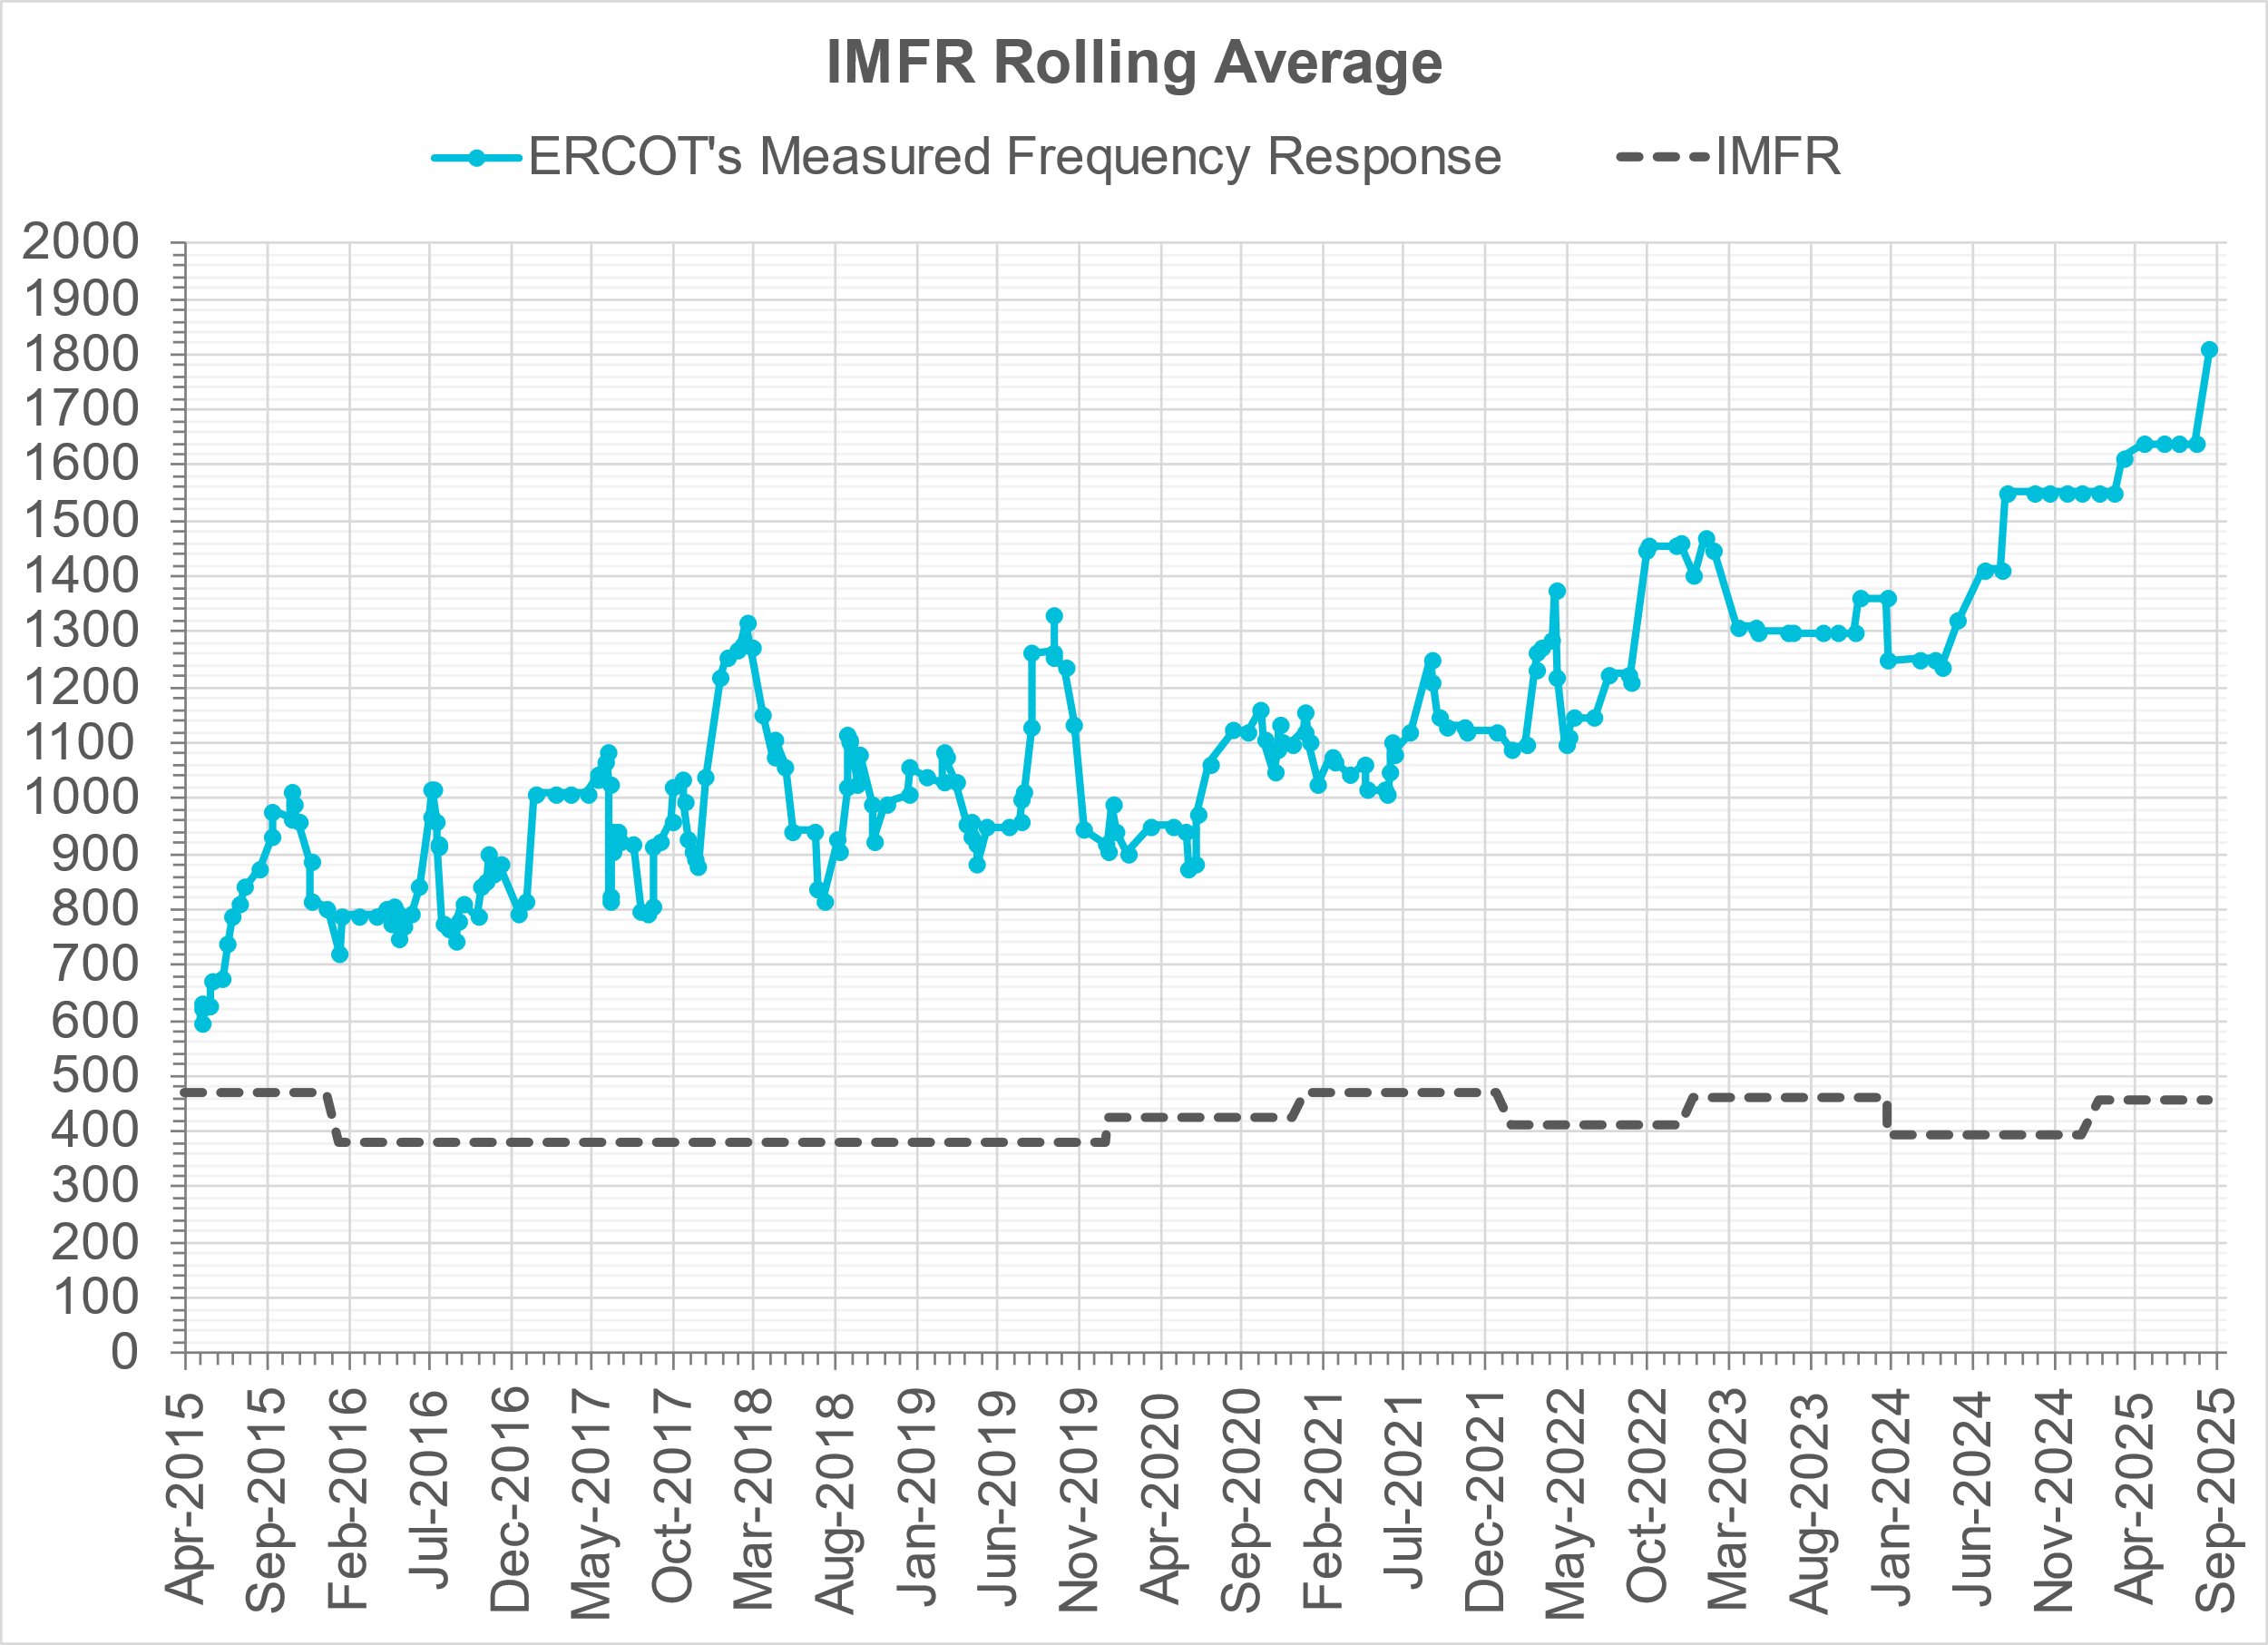 IMFR Rolling Average
ERCOT's Measured Frequency Response IMFR
2000
1900
1800
1700
1600
1500
1400
1300
1200
1100
1000
900
800
700
600
500
400
300
200
100
0
Apr-2015
Sep-2015
Feb-2016
Jul-2016
Dec-2016
May-2017
Oct-2017
Mar-2018
Aug-2018
Jan-2019
Jun-2019
Nov-2019
Apr-2020
Sep-2020
Feb-2021
Jul-2021
Dec-2021
May-2022
Oct-2022
Mar-2023
Aug-2023
Jan-2024
Jun-2024
Nov-2024
Apr-2025
Sep-2025